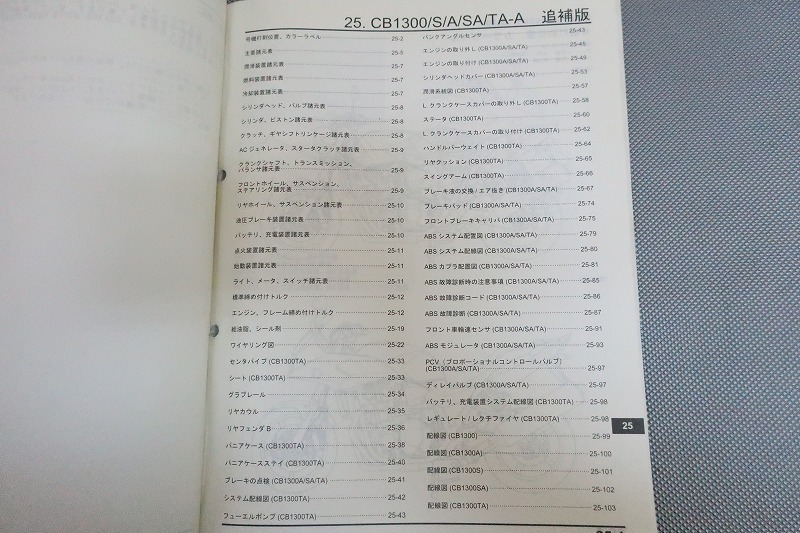 25. CB1300/S/A/SA/TA-A 追補版
号機打刻位置、カラーラベル 25-2
主要諸元表 25-5
潤滑装置諸元表 25-7
燃料装置諸元表 25-7
冷却装置諸元表 25-7
シリンダヘッド、バルブ諸元表 25-8
シリンダ、ピストン諸元表 25-8
クラッチ、ギヤシフトリンケージ諸元表 25-8
ACジェネレータ、スタータクラッチ諸元表 25-9
クランクシャフト、トランスミッション、
バランサ諸元表 25-9
フロントホイール、サスペンション、
ステアリング諸元表 25-9
リヤホイール、サスペンション諸元表 25-10
油圧ブレーキ装置諸元表 25-10
バッテリ、充電装置諸元表 25-10
点火装置諸元表 25-11
始動装置諸元表 25-11
ライト、メータ、スイッチ諸元表 25-11
標準締め付けトルク 25-12
エンジン、フレーム締め付けトルク 25-12
給油脂、シール剤 25-19
ワイヤリング図 25-22
センタパイプ(CB1300TA) 25-33
シート(CB1300TA) 25-33
グラブレール 25-34
リヤカウル 25-35
リヤフェンダB 25-36
パニアケース(CB1300TA) 25-38
パニアケースステイ(CB1300TA) 25-40
ブレーキの点検(CB1300A/SA/TA) 25-41
システム配線図(CB1300TA) 25-42
フューエルポンプ(CB1300TA) 25-43
バンクアングルセンサ 25-43
エンジンの取り外し(CB1300A/SA/TA) 25-45
エンジンの取り付け(CB1300A/SA/TA) 25-49
シリンダヘッドカバー(CB1300A/SA/TA) 25-53
潤滑系統図(CB1300TA) 25-57
Lクランクケースカバーの取り外し(CB1300TA) 25-58
ステータ(CB1300TA) 25-60
Lクランクケースカバーの取り付け(CB1300TA) 25-62
ハンドルバーウェイト(CB1300TA) 25-64
リヤクッション(CB1300TA) 25-65
スイングアーム(CB1300TA) 25-66
ブレーキ液の交換/エア抜き(CB1300A/SA/TA) 25-67
ブレーキパッド(CB1300A/SA/TA) 25-74
フロントブレーキキャリパ(CB1300A/SA/TA) 25-75
ABSシステム配置図(CB1300A/SA/TA) 25-79
ABSシステム配線図(CB1300A/SA/TA) 25-80
ABSカプラ配置図(CB1300A/SA/TA) 25-81
ABS故障診断時の注意事項(CB1300A/SA/TA) 25-85
ABS故障診断コード(CB1300A/SA/TA) 25-86
ABS故障診断(CB1300A/SA/TA) 25-87
フロント車輪速センサ(CB1300A/SA/TA) 25-91
ABSモジュレータ(CB1300A/SA/TA) 25-93
PCV(プロポーショナルコントロールバルブ)
(CB1300A/SA/TA) 25-97
ディレイバルブ(CB1300A/SA/TA) 25-97
バッテリ、充電装置システム配線図(CB1300TA) 25-98
レギュレート/レクチファイヤ(CB1300TA) 25-98
配線図(CB1300) 25-99
配線図(CB1300A) 25-100
配線図(CB1300S) 25-101
配線図(CB1300SA) 25-102
配線図(CB1300TA) 25-103
25